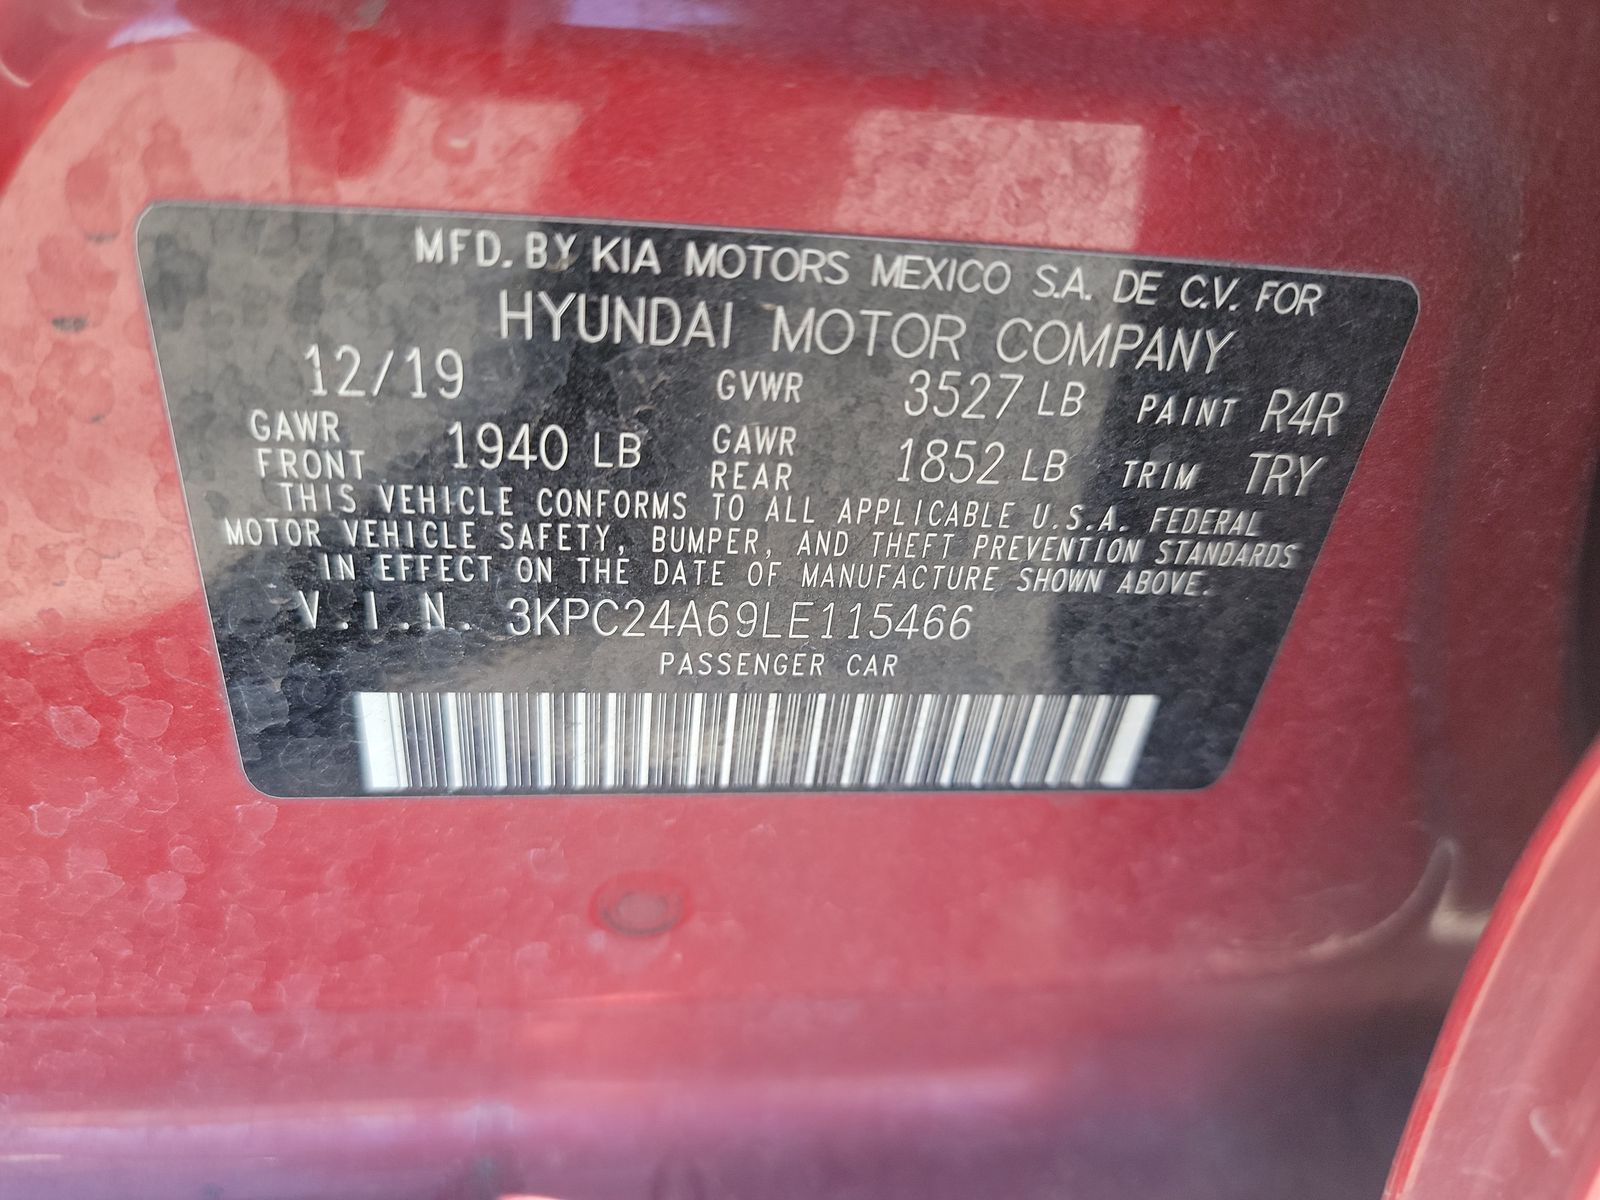 MFD. BY KIA MOTORS MEXICO S.A. DE C.V. FOR
HYUNDAI MOTOR COMPANY
12/19 GVWR 3527 LB PAINT R4R
GAWR FRONT 1940 LB GAWR REAR 1852 LB TRIM TRY
THIS VEHICLE CONFORMS TO ALL APPLICABLE U.S.A. FEDERAL
MOTOR VEHICLE SAFETY, BUMPER, AND THEFT PREVENTION STANDARDS
IN EFFECT ON THE DATE OF MANUFACTURE SHOWN ABOVE.
V.I.N. 3KPC24A69LE115466
PASSENGER CAR